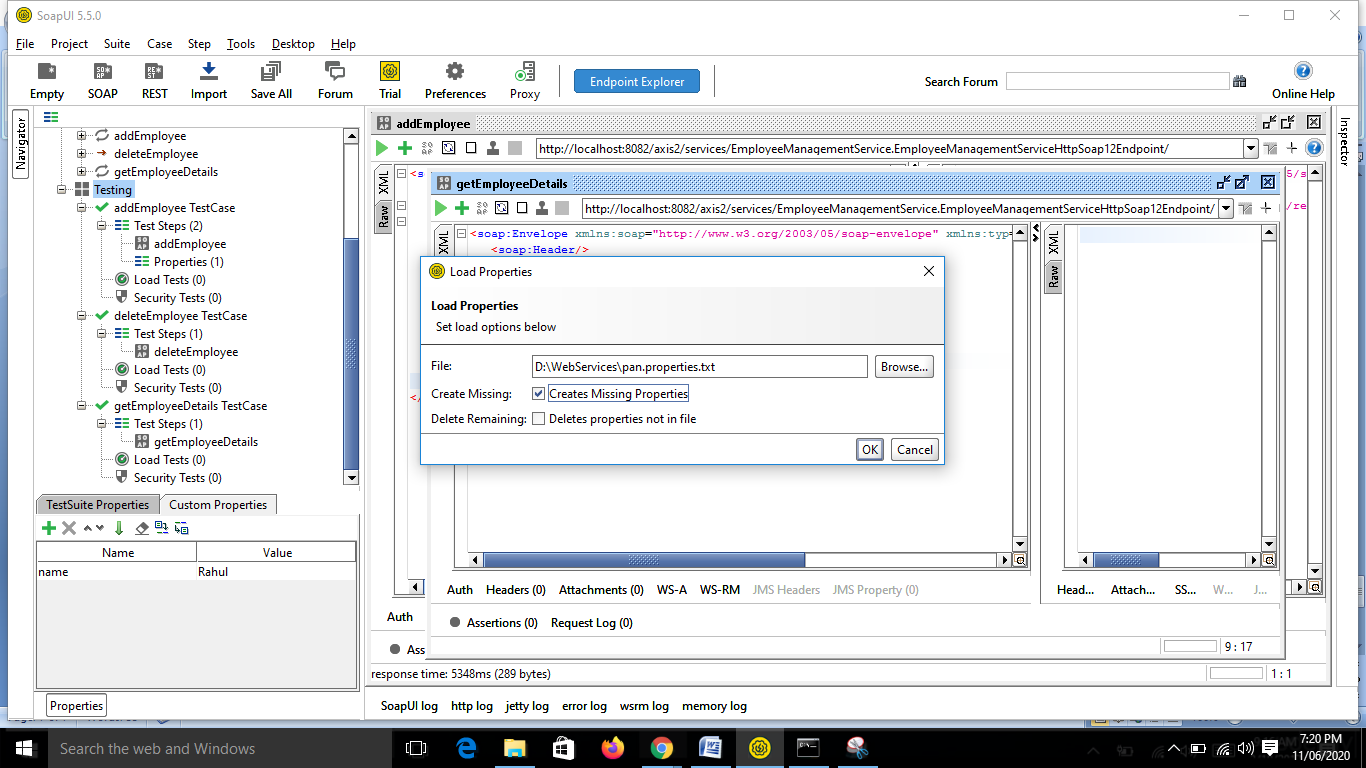 SoapUI 5.5.0
File Project Suite Case Step Tools Desktop Help
Empty SOAP REST Import Save All Forum Trial Preferences Proxy Endpoint Explorer Search Forum Online Help
Navigator
addEmployee
deleteEmployee
getEmployeeDetails
Testing
addEmployee TestCase
Test Steps (2)
addEmployee
Properties (1)
Load Tests (0)
Security Tests (0)
deleteEmployee TestCase
Test Steps (1)
deleteEmployee
Load Tests (0)
Security Tests (0)
getEmployeeDetails TestCase
Test Steps (1)
getEmployeeDetails
Load Tests (0)
Security Tests (0)
TestSuite Properties Custom Properties
Name Value
name Rahul
Properties
addEmployee
http://localhost:8082/axis2/services/EmployeeManagementService.EmployeeManagementServiceHttpSoap12Endpoint/
XML
Raw
<s
</
5/s
/re
Inspector
getEmployeeDetails
http://localhost:8082/axis2/services/EmployeeManagementService.EmployeeManagementServiceHttpSoap12Endpoint/
XML
<soap:Envelope xmlns:soap="http://www.w3.org/2003/05/soap-envelope" xmlns:typ
<soap:Header/>
XML
Raw
Load Properties
Load Properties
Set load options below
File: D:\WebServices\pan.properties.txt Browse...
Create Missing: Creates Missing Properties
Delete Remaining: Deletes properties not in file
OK Cancel
Auth Headers (0) Attachments (0) WS-A WS-RM JMS Headers JMS Property (0)
Head... Attach... SS... W... J...
Auth
Assertions (0) Request Log (0)
Ass
9 : 17
response time: 5348ms (289 bytes)
1 : 1
SoapUI log http log jetty log error log wsrm log memory log
Search the web and Windows
7:20 PM
11/06/2020